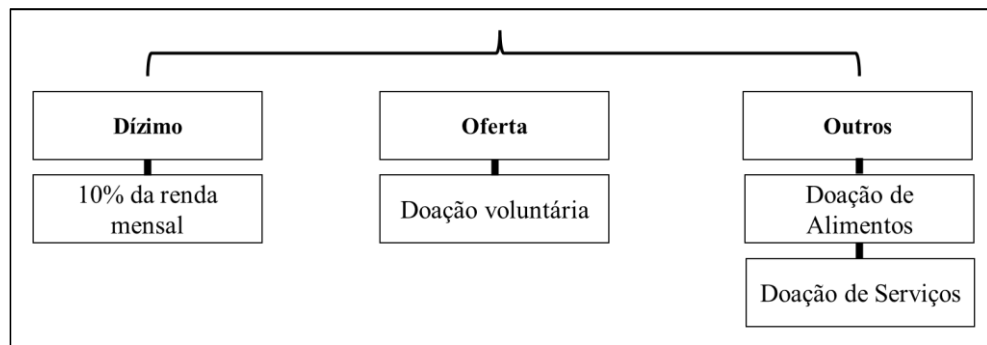 Dízimo
10% da renda
mensal
Oferta
Doação voluntária
Outros
Doação de
Alimentos
Doação de Serviços